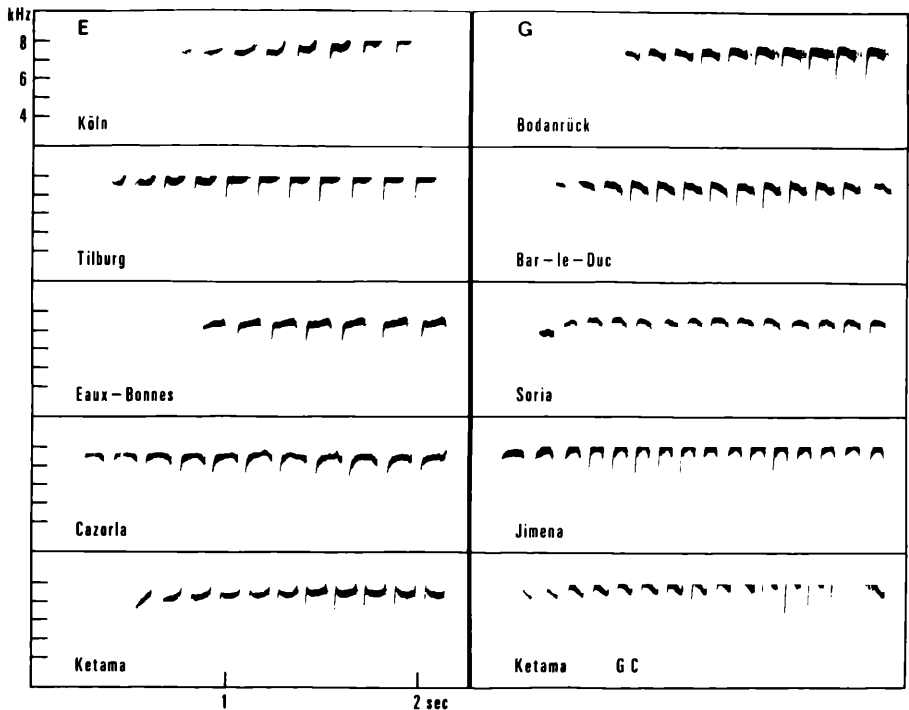 kHz
E
G
8
6
4
Köln
Bodanrück
Tilburg
Bar-le-Duc
Eaux-Bonnes
Soria
Cazorla
Jimena
Ketama
Ketama GC
1
2 sec